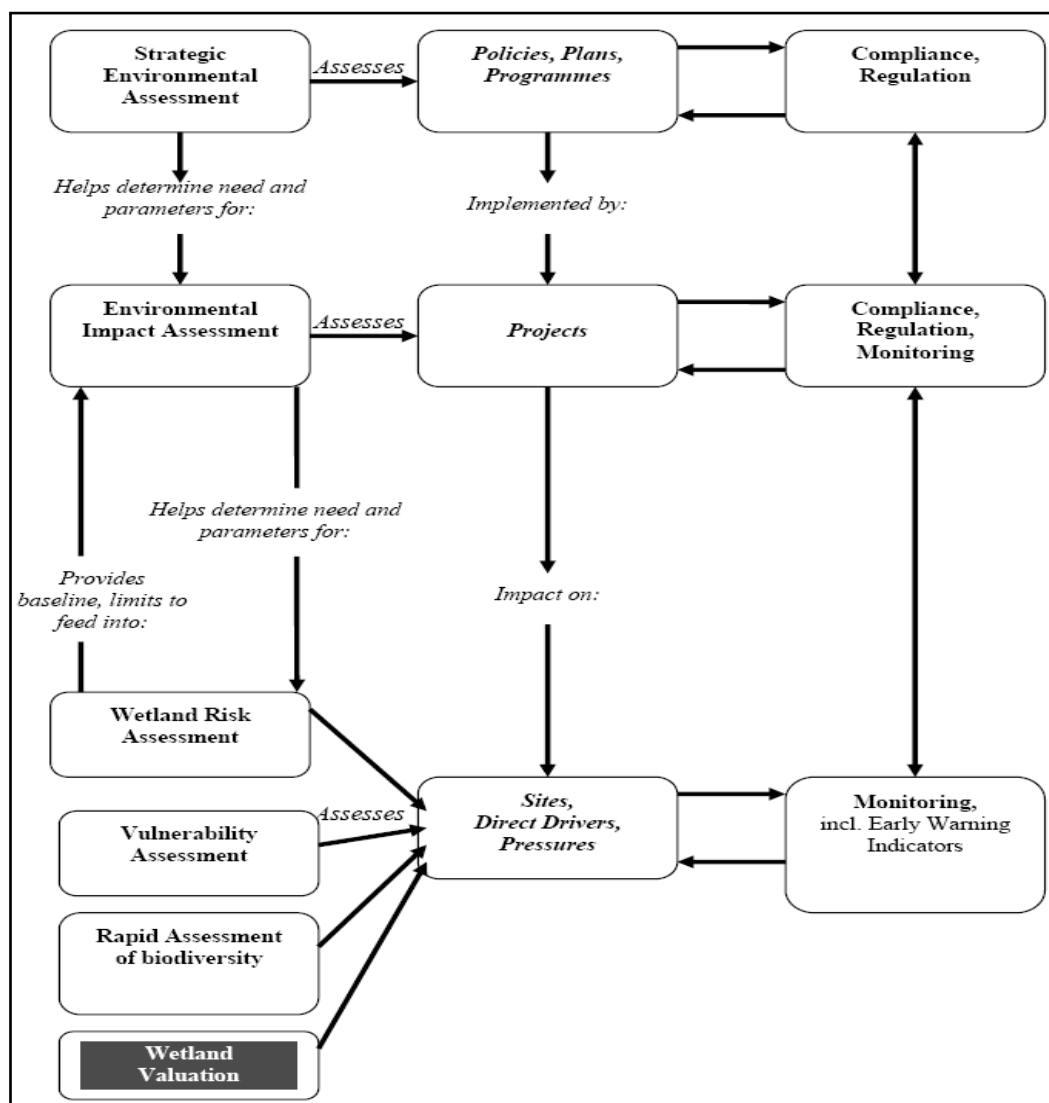 Strategic
Environmental
Assessment
Assesses
Policies, Plans,
Programmes
Compliance,
Regulation
Helps determine need and
parameters for:
Implemented by:
Environmental
Impact Assessment
Assesses
Projects
Compliance,
Regulation,
Monitoring
Helps determine need and
parameters for:
Provides
baseline, limits to
feed into:
Impact on:
Wetland Risk
Assessment
Vulnerability
Assessment
Assesses
Sites,
Direct Drivers,
Pressures
Monitoring,
incl. Early Warning
Indicators
Rapid Assessment
of biodiversity
Wetland
Valuation